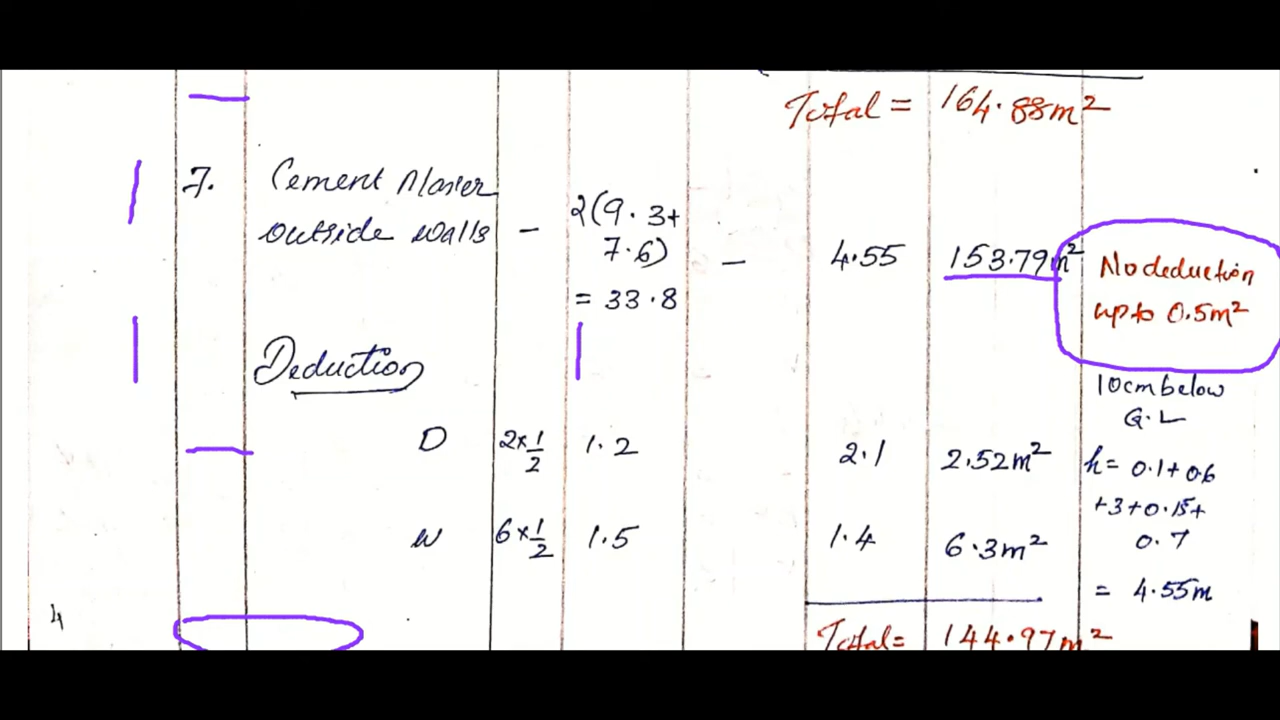 Total = 164.88m²
7. Cement Plaster
outside walls - 2(9.3+
7.6) - 4.55 153.79m²
= 33.8
No deduction
up to 0.5m²
Deduction
10cm below
G.L
D 2×1/2 1.2 2.1 2.52m²
h = 0.1+0.6
+3+0.15+
0.7
W 6×1/2 1.5 1.4 6.3m²
= 4.55m
4
Total= 144.97m²